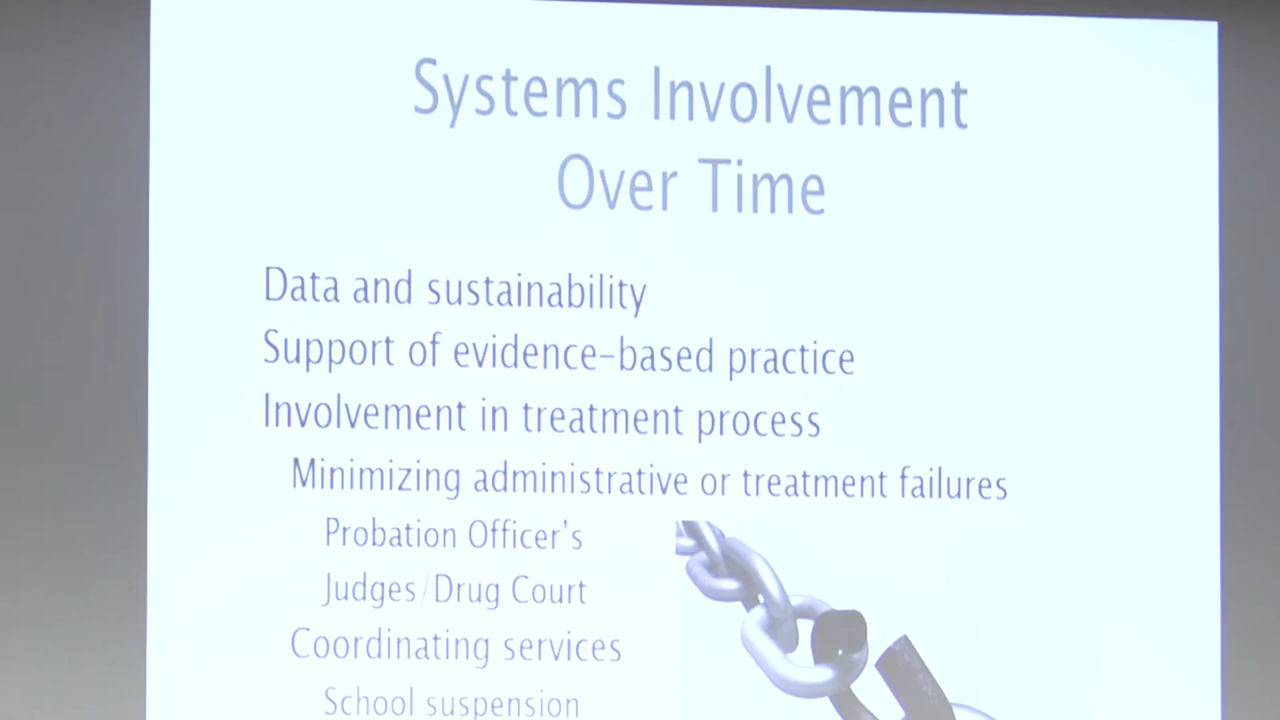 Systems Involvement
Over Time
Data and sustainability
Support of evidence-based practice
Involvement in treatment process
Minimizing administrative or treatment failures
Probation Officer's
Judges/Drug Court
Coordinating services
School suspension